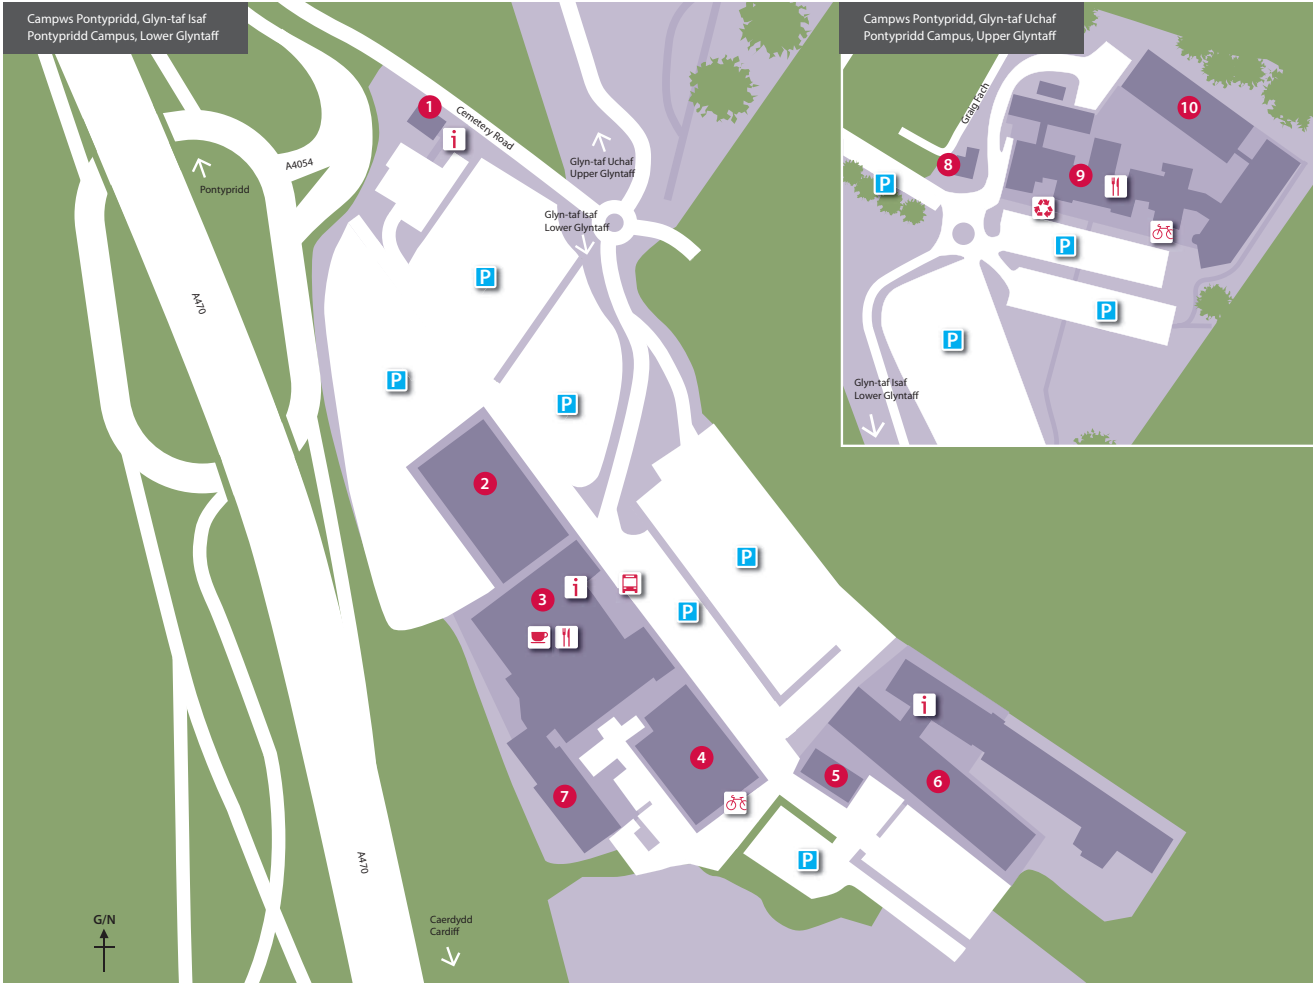 Campws Pontypridd, Glyn-taf Isaf
Pontypridd Campus, Lower Glyntaff
Campws Pontypridd, Glyn-taf Uchaf
Pontypridd Campus, Upper Glyntaff
1
i
Cemetery Road
A4054
Pontypridd
Glyn-taf Uchaf
Upper Glyntaff
Glyn-taf Isaf
Lower Glyntaff
P
A470
P
P
2
3
i
P
P
4
i
5
6
7
P
A470
Caerdydd
Cardiff
G/N
Graig Fach
10
8
9
P
P
P
P
Glyn-taf Isaf
Lower Glyntaff